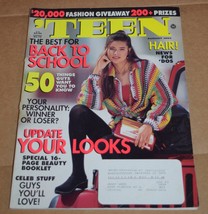 $20,000 FASHION GIVEAWAY 200+ PRIZES
'TEEN
THE BEST FOR
BACK TO
SCHOOL
HAIR!
NEWS
FOR
'90S
50
THINGS
GUYS
WANT
YOU TO
KNOW
YOUR
PERSONALITY:
WINNER OR
LOSER?
UPDATE
YOUR LOOKS
SPECIAL 10-
PAGE BEAUTY
BOOKLET
CELEB STUFF
GUYS
YOU'LL
LOVE!